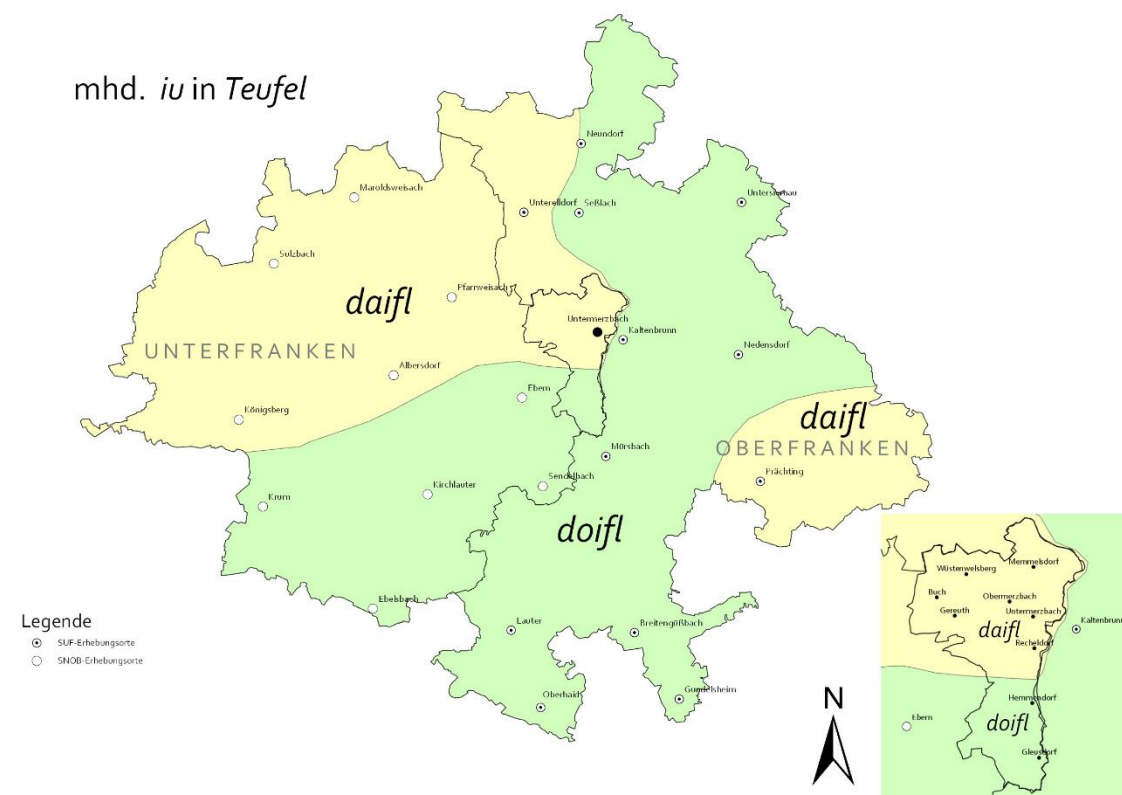 mhd. iu in Teufel
Neundorf
Maroldsweisach
Unterelldorf
Seßlach
Untersiemau
Sulzbach
daifl
Pfarrweisach
Untermerzbach
Kaltenbrunn
UNTERFRANKEN
Nedensdorf
Albersdorf
Ebern
Königsberg
daifl
OBERFRANKEN
Mürsbach
Prächting
Sendelbach
Kirchlauter
Krum
doifl
Ebelsbach
Lauter
Breitengüßbach
Oberhaid
Gundelsheim
Legende
SUF-Erhebungsorte
SNOB-Erhebungsorte
N
Memmelsdorf
Wüstenwelsberg
Buch
Obermerzbach
Gereuth
Untermerzbach
Kaltenbrunn
daifl
Recheldorf
Hemmendorf
Ebern
doifl
Gleusdorf